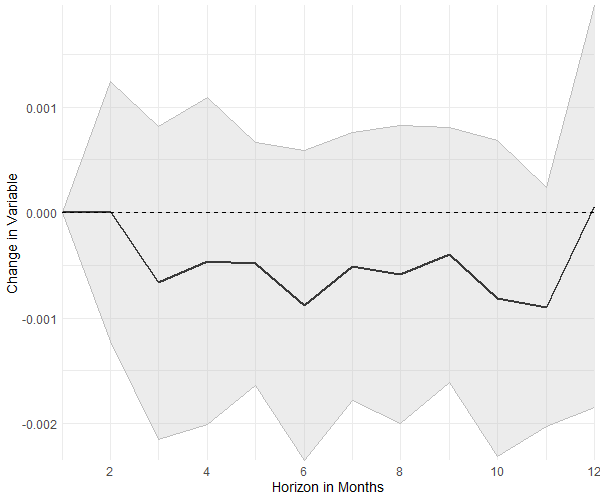 Change in Variable
0.001
0.000
-0.001
-0.002
2 4 6 8 10 12
Horizon in Months